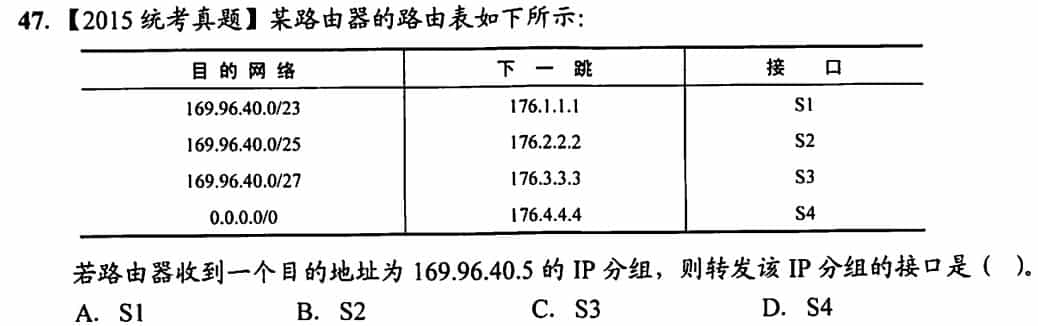 47. 【2015 统考真题】某路由器的路由表如下所示:
目的网络 下一跳 接口
169.96.40.0/23 176.1.1.1 S1
169.96.40.0/25 176.2.2.2 S2
169.96.40.0/27 176.3.3.3 S3
0.0.0.0/0 176.4.4.4 S4
若路由器收到一个目的地址为 169.96.40.5 的 IP 分组，则转发该 IP 分组的接口是（ ）。
A. S1 B. S2 C. S3 D. S4